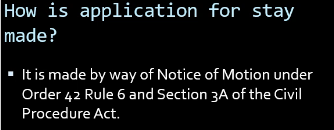 How is application for stay
made?
▪ It is made by way of Notice of Motion under
Order 42 Rule 6 and Section 3A of the Civil
Procedure Act.